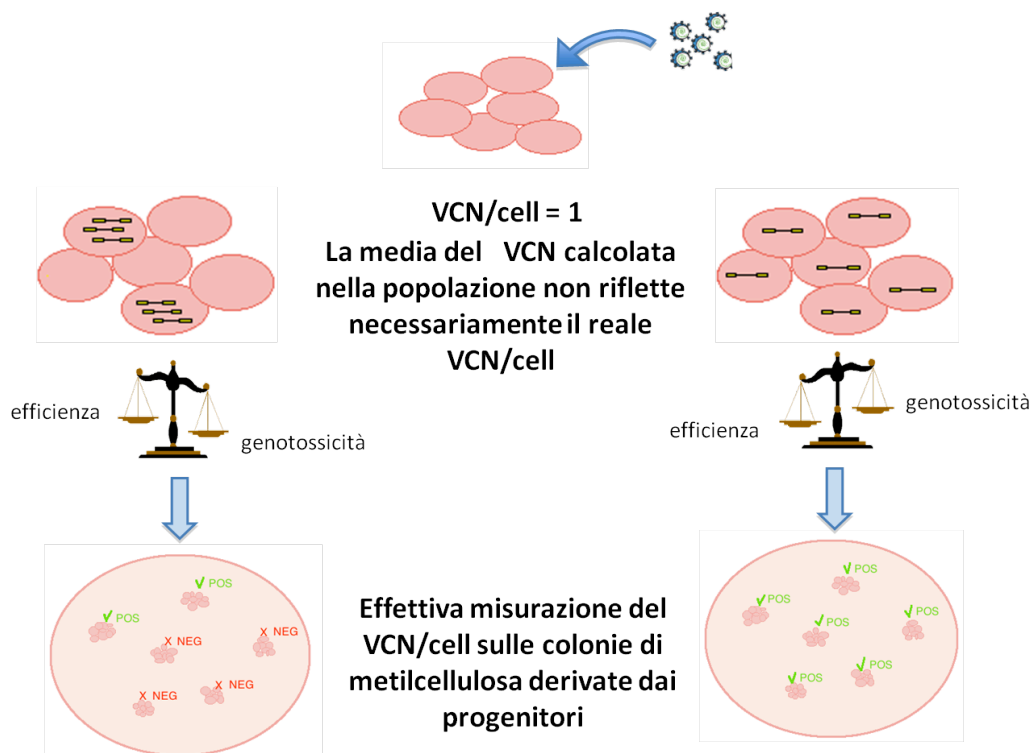 VCN/cell = 1
La media del VCN calcolata
nella popolazione non riflette
necessariamente il reale
VCN/cell
efficienza
genotossicità
efficienza
genotossicità
√ POS
√ POS
X NEG
X NEG
X NEG
X NEG
Effettiva misurazione del
VCN/cell sulle colonie di
metilcellulosa derivate dai
progenitori
√ POS
√ POS
√ POS
√ POS
√ POS
√ POS